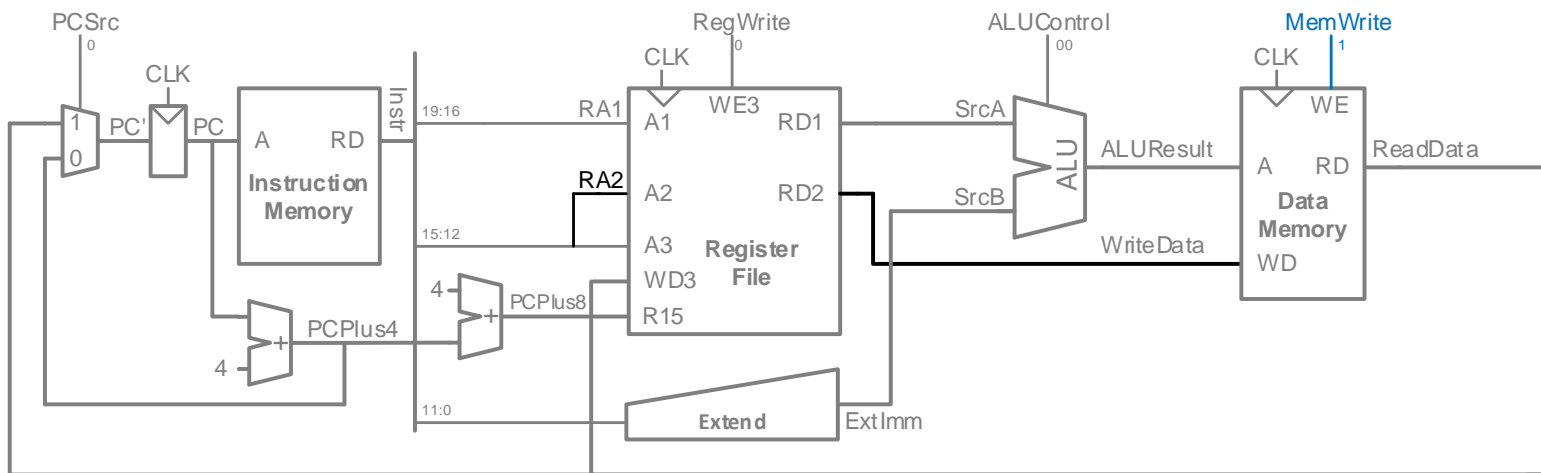 PCSrc
0
RegWrite
0
ALUControl
00
MemWrite
1
CLK
CLK
CLK
1
0
PC'
PC
A
RD
Instruction
Memory
Instr
19:16
RA1
A1
WE3
RD1
SrcA
ALU
ALUResult
A
RD
WE
ReadData
RA2
A2
RD2
SrcB
Data
Memory
15:12
A3
Register
File
WriteData
WD
WD3
4
+
PCPlus8
R15
+
PCPlus4
4
11:0
Extend
ExtImm